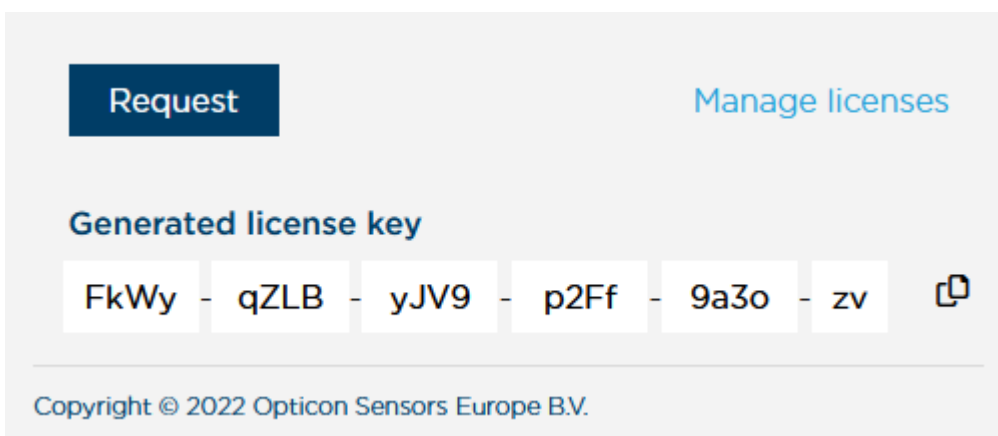 Request Manage licenses
Generated license key
FkWy - qZLB - yJV9 - p2Ff - 9a3o - zv
Copyright © 2022 Opticon Sensors Europe B.V.